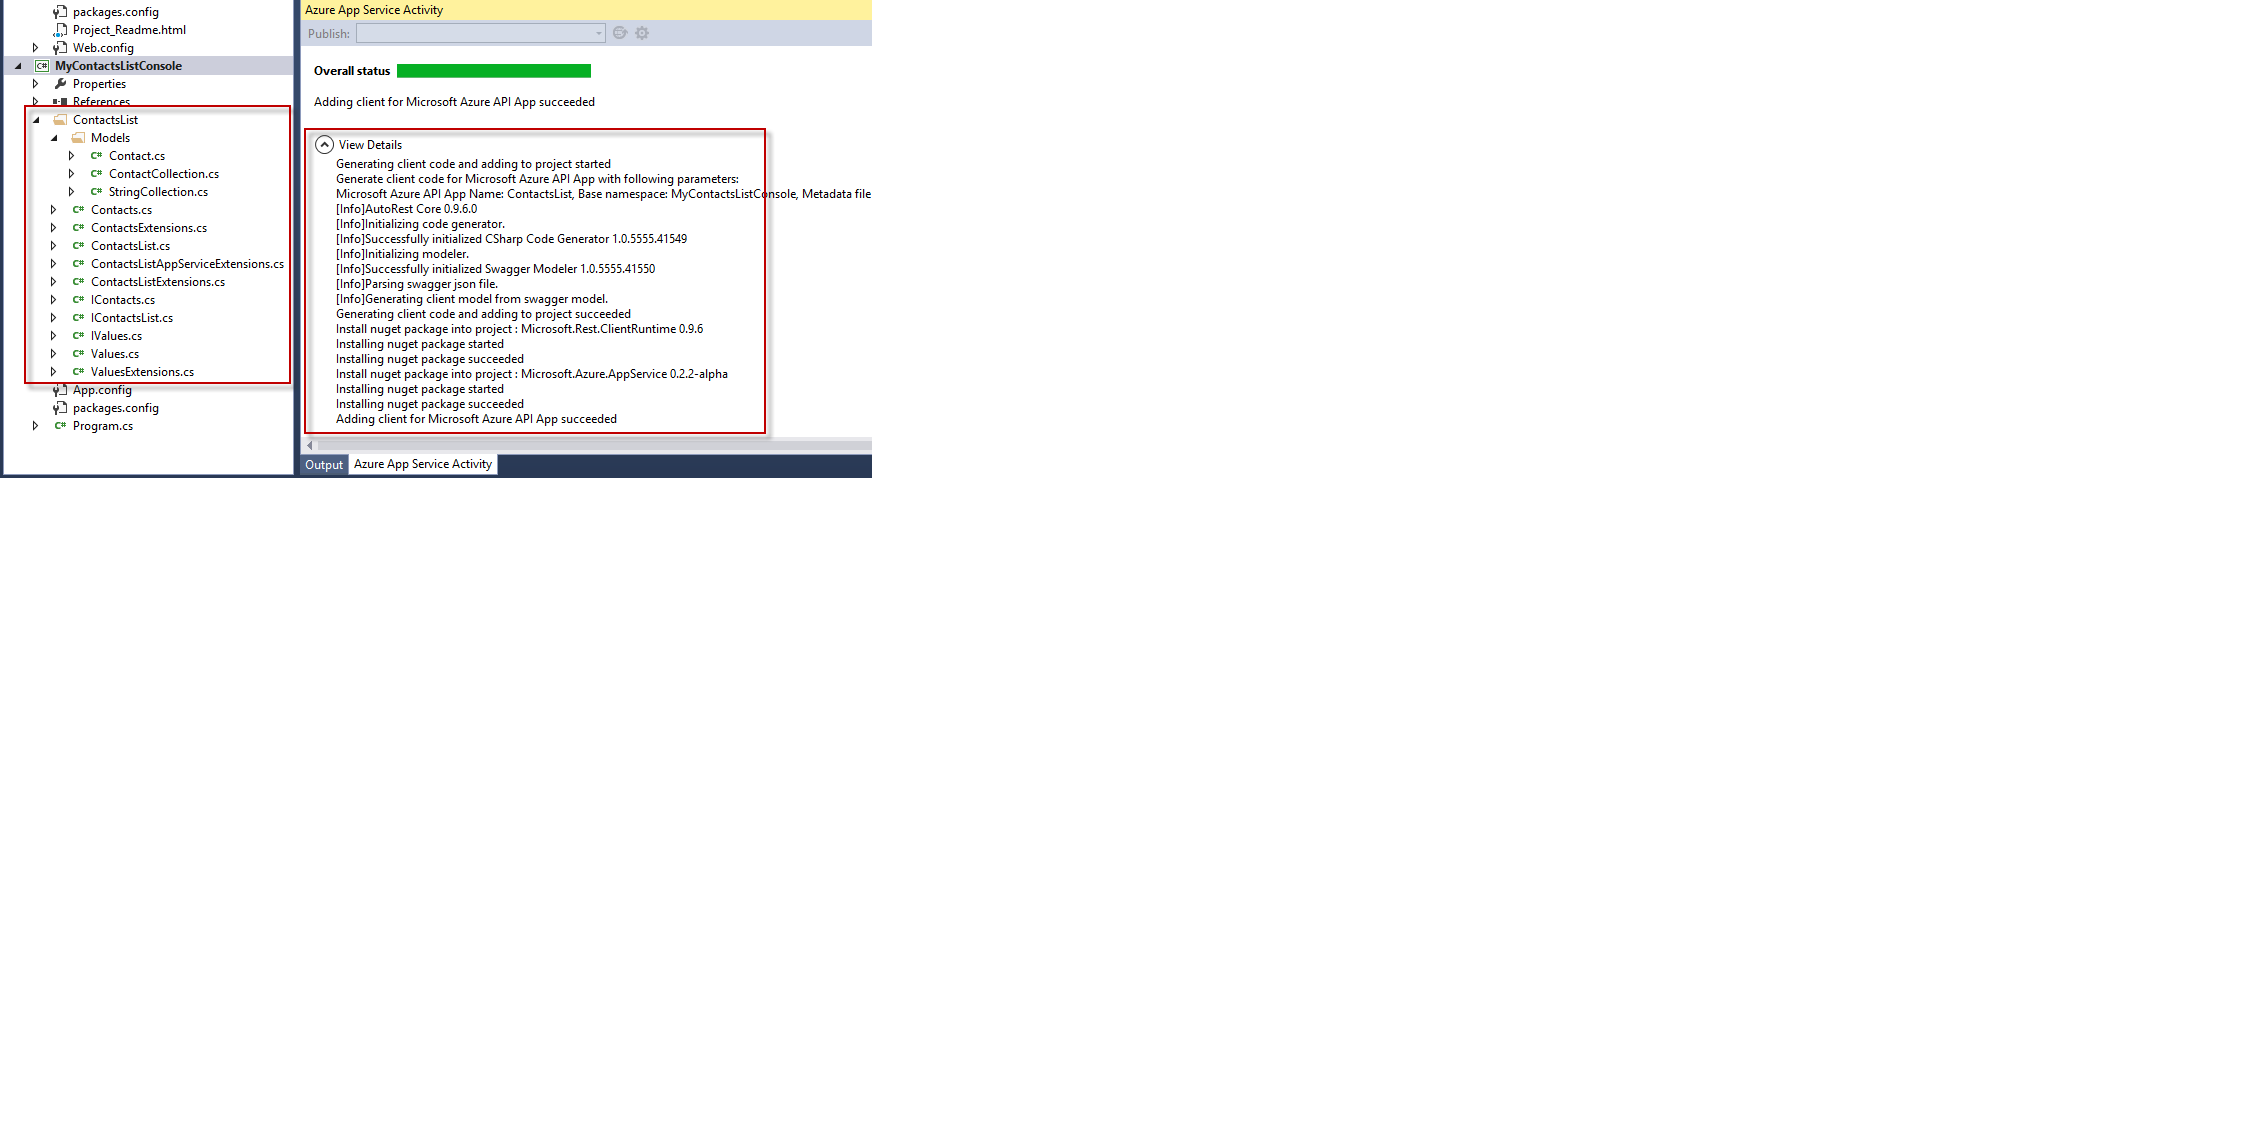 packages.config
Project_Readme.html
Web.config
C# MyContactsListConsole
Properties
References
ContactsList
Models
C# Contact.cs
C# ContactCollection.cs
C# StringCollection.cs
C# Contacts.cs
C# ContactsExtensions.cs
C# ContactsList.cs
C# ContactsListAppServiceExtensions.cs
C# ContactsListExtensions.cs
C# IContacts.cs
C# IContactsList.cs
C# IValues.cs
C# Values.cs
C# ValuesExtensions.cs
App.config
packages.config
C# Program.cs
Azure App Service Activity
Publish:
Overall status
Adding client for Microsoft Azure API App succeeded
View Details
Generating client code and adding to project started
Generate client code for Microsoft Azure API App with following parameters:
Microsoft Azure API App Name: ContactsList, Base namespace: MyContactsListConsole, Metadata file
[Info]AutoRest Core 0.9.6.0
[Info]Initializing code generator.
[Info]Successfully initialized CSharp Code Generator 1.0.5555.41549
[Info]Initializing modeler.
[Info]Successfully initialized Swagger Modeler 1.0.5555.41550
[Info]Parsing swagger json file.
[Info]Generating client model from swagger model.
Generating client code and adding to project succeeded
Install nuget package into project : Microsoft.Rest.ClientRuntime 0.9.6
Installing nuget package started
Installing nuget package succeeded
Install nuget package into project : Microsoft.Azure.AppService 0.2.2-alpha
Installing nuget package started
Installing nuget package succeeded
Adding client for Microsoft Azure API App succeeded
Output
Azure App Service Activity